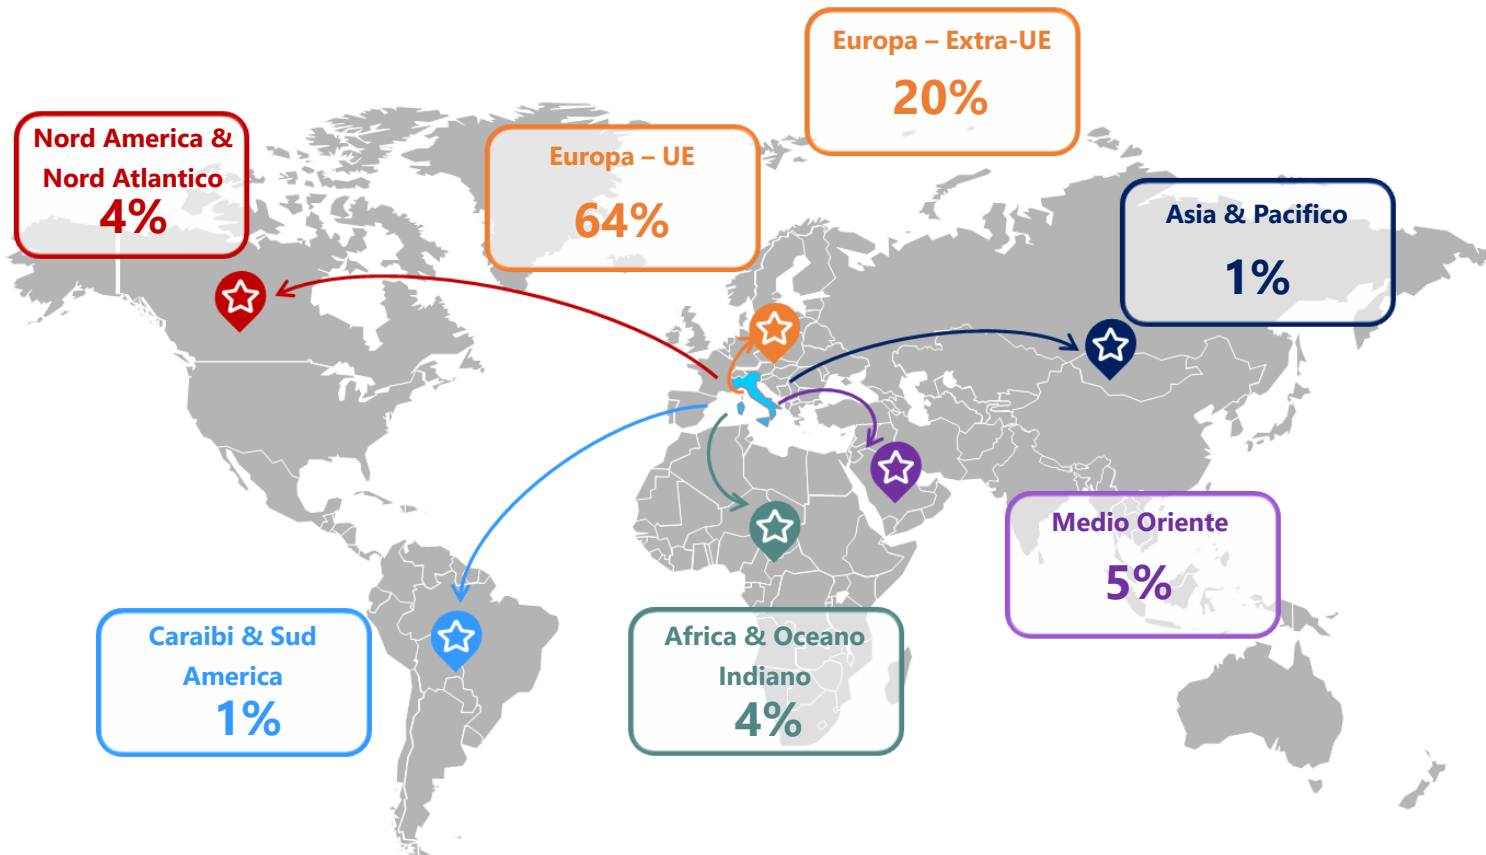 Europa – Extra-UE
20%
Nord America &
Nord Atlantico
4%
Europa – UE
64%
Asia & Pacifico
1%
Medio Oriente
5%
Caraibi & Sud
America
1%
Africa & Oceano
Indiano
4%